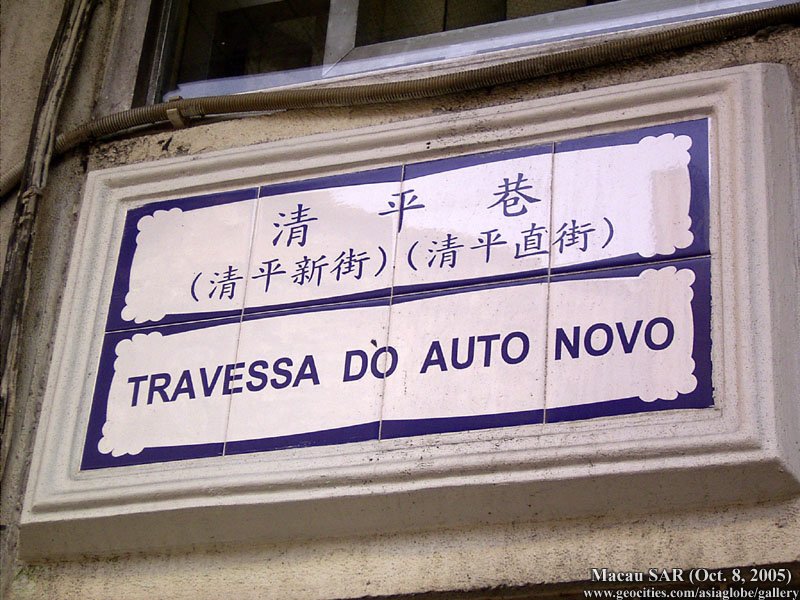 清平巷
(清平新街)(清平直街)
TRAVESSA DÒ AUTO NOVO
Macau SAR (Oct. 8, 2005)
www.geocities.com/asiaglobe/gallery